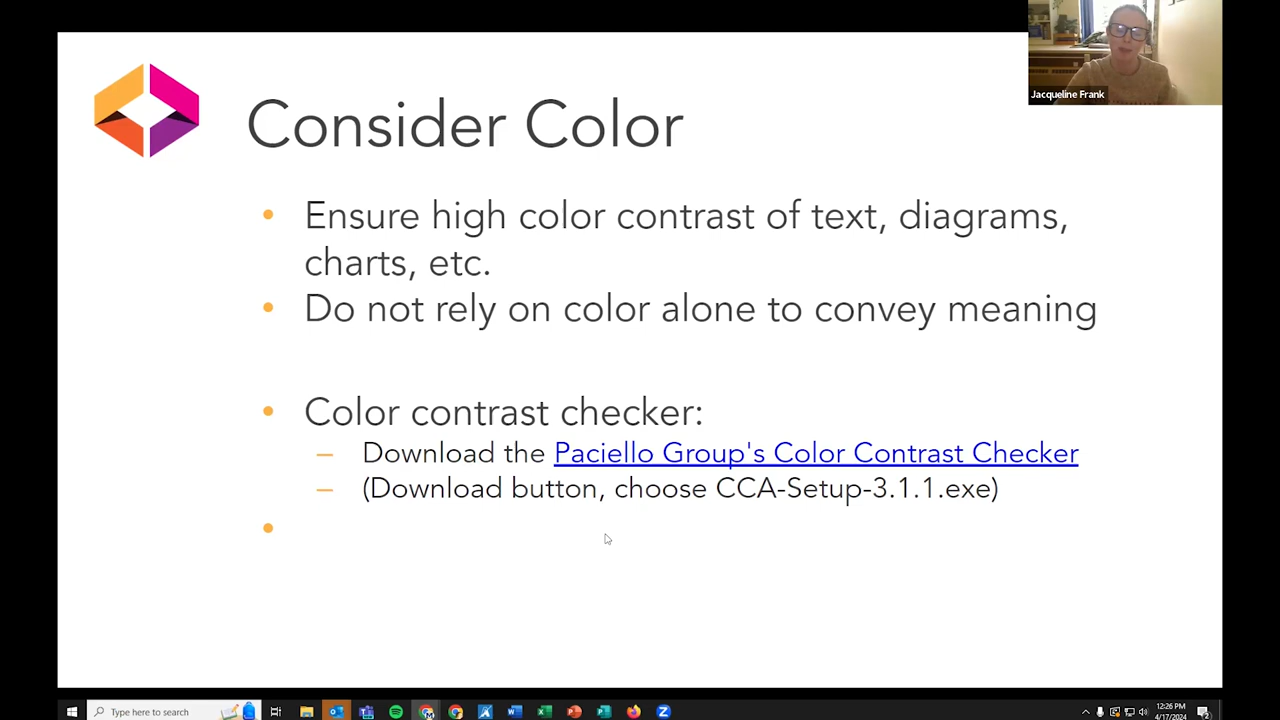 Jacqueline Frank
Consider Color
• Ensure high color contrast of text, diagrams,
charts, etc.
• Do not rely on color alone to convey meaning
• Color contrast checker:
– Download the Paciello Group's Color Contrast Checker
– (Download button, choose CCA-Setup-3.1.1.exe)
•
Type here to search
12:26 PM
4/17/2024